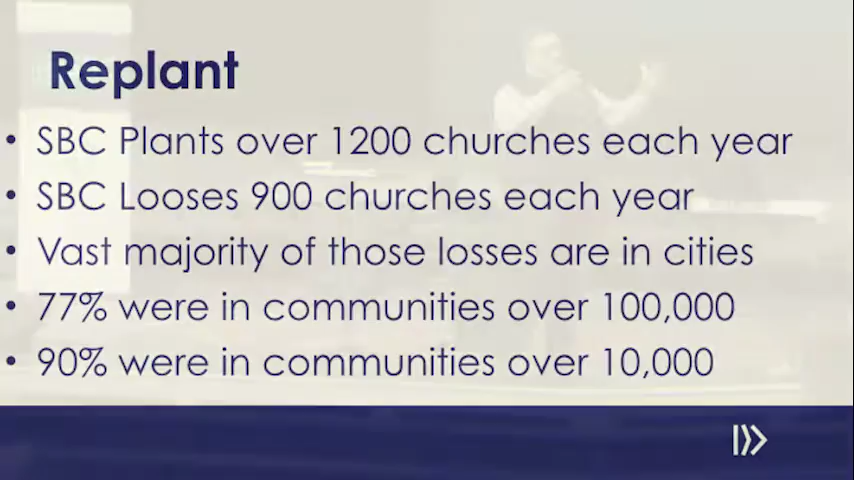 Replant
• SBC Plants over 1200 churches each year
• SBC Looses 900 churches each year
• Vast majority of those losses are in cities
• 77% were in communities over 100,000
• 90% were in communities over 10,000